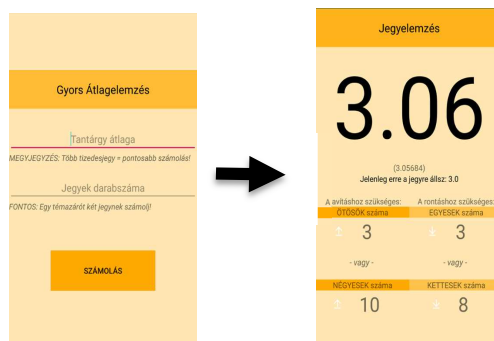 Gyors Átlagelemzés
Tantárgy átlaga
MEGYJEGYZÉS: Több tizedesjegy = pontosabb számolás!
Jegyek darabszáma
FONTOS: Egy témazárót két jegynek számolj!
SZÁMOLÁS
Jegyelemzés
3.06
(3.05684)
Jelenleg erre a jegyre állsz: 3.0
A javításhoz szükséges: A rontáshoz szükséges:
ÖTÖSÖK száma EGYESEK száma
3 3
- vagy - - vagy -
NÉGYESEK száma KETTESEK száma
10 8